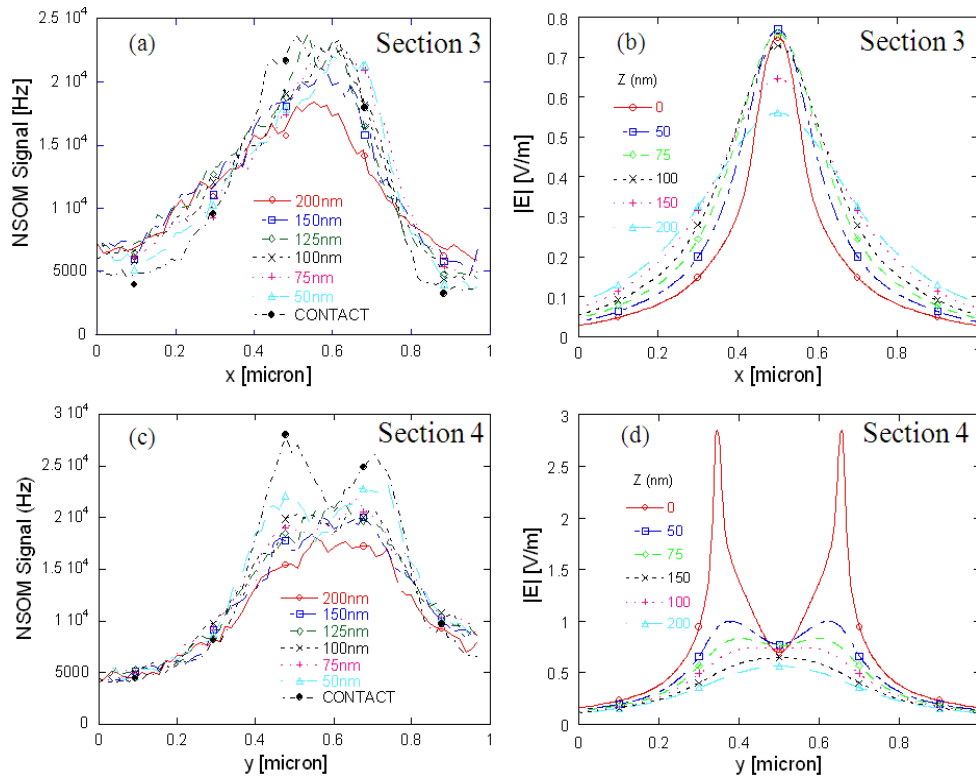 (a) Section 3
NSOM Signal [Hz]
2.5 10⁴
2 10⁴
1.5 10⁴
1 10⁴
5000
0
200nm
150nm
125nm
100nm
75nm
50nm
CONTACT
0 0.2 0.4 0.6 0.8 1
x [micron]
(b) Section 3
|E| [V/m]
0.8
0.7
0.6
0.5
0.4
0.3
0.2
0.1
0
Z (nm)
0
50
75
100
150
200
0 0.2 0.4 0.6 0.8 1
x [micron]
(c) Section 4
NSOM Signal (Hz)
3 10⁴
2.5 10⁴
2 10⁴
1.5 10⁴
1 10⁴
5000
0
200nm
150nm
125nm
100nm
75nm
50nm
CONTACT
0 0.2 0.4 0.6 0.8 1
y [micron]
(d) Section 4
|E| [V/m]
3
2.5
2
1.5
1
0.5
0
Z (nm)
0
50
75
150
100
200
0 0.2 0.4 0.6 0.8
y [micron]